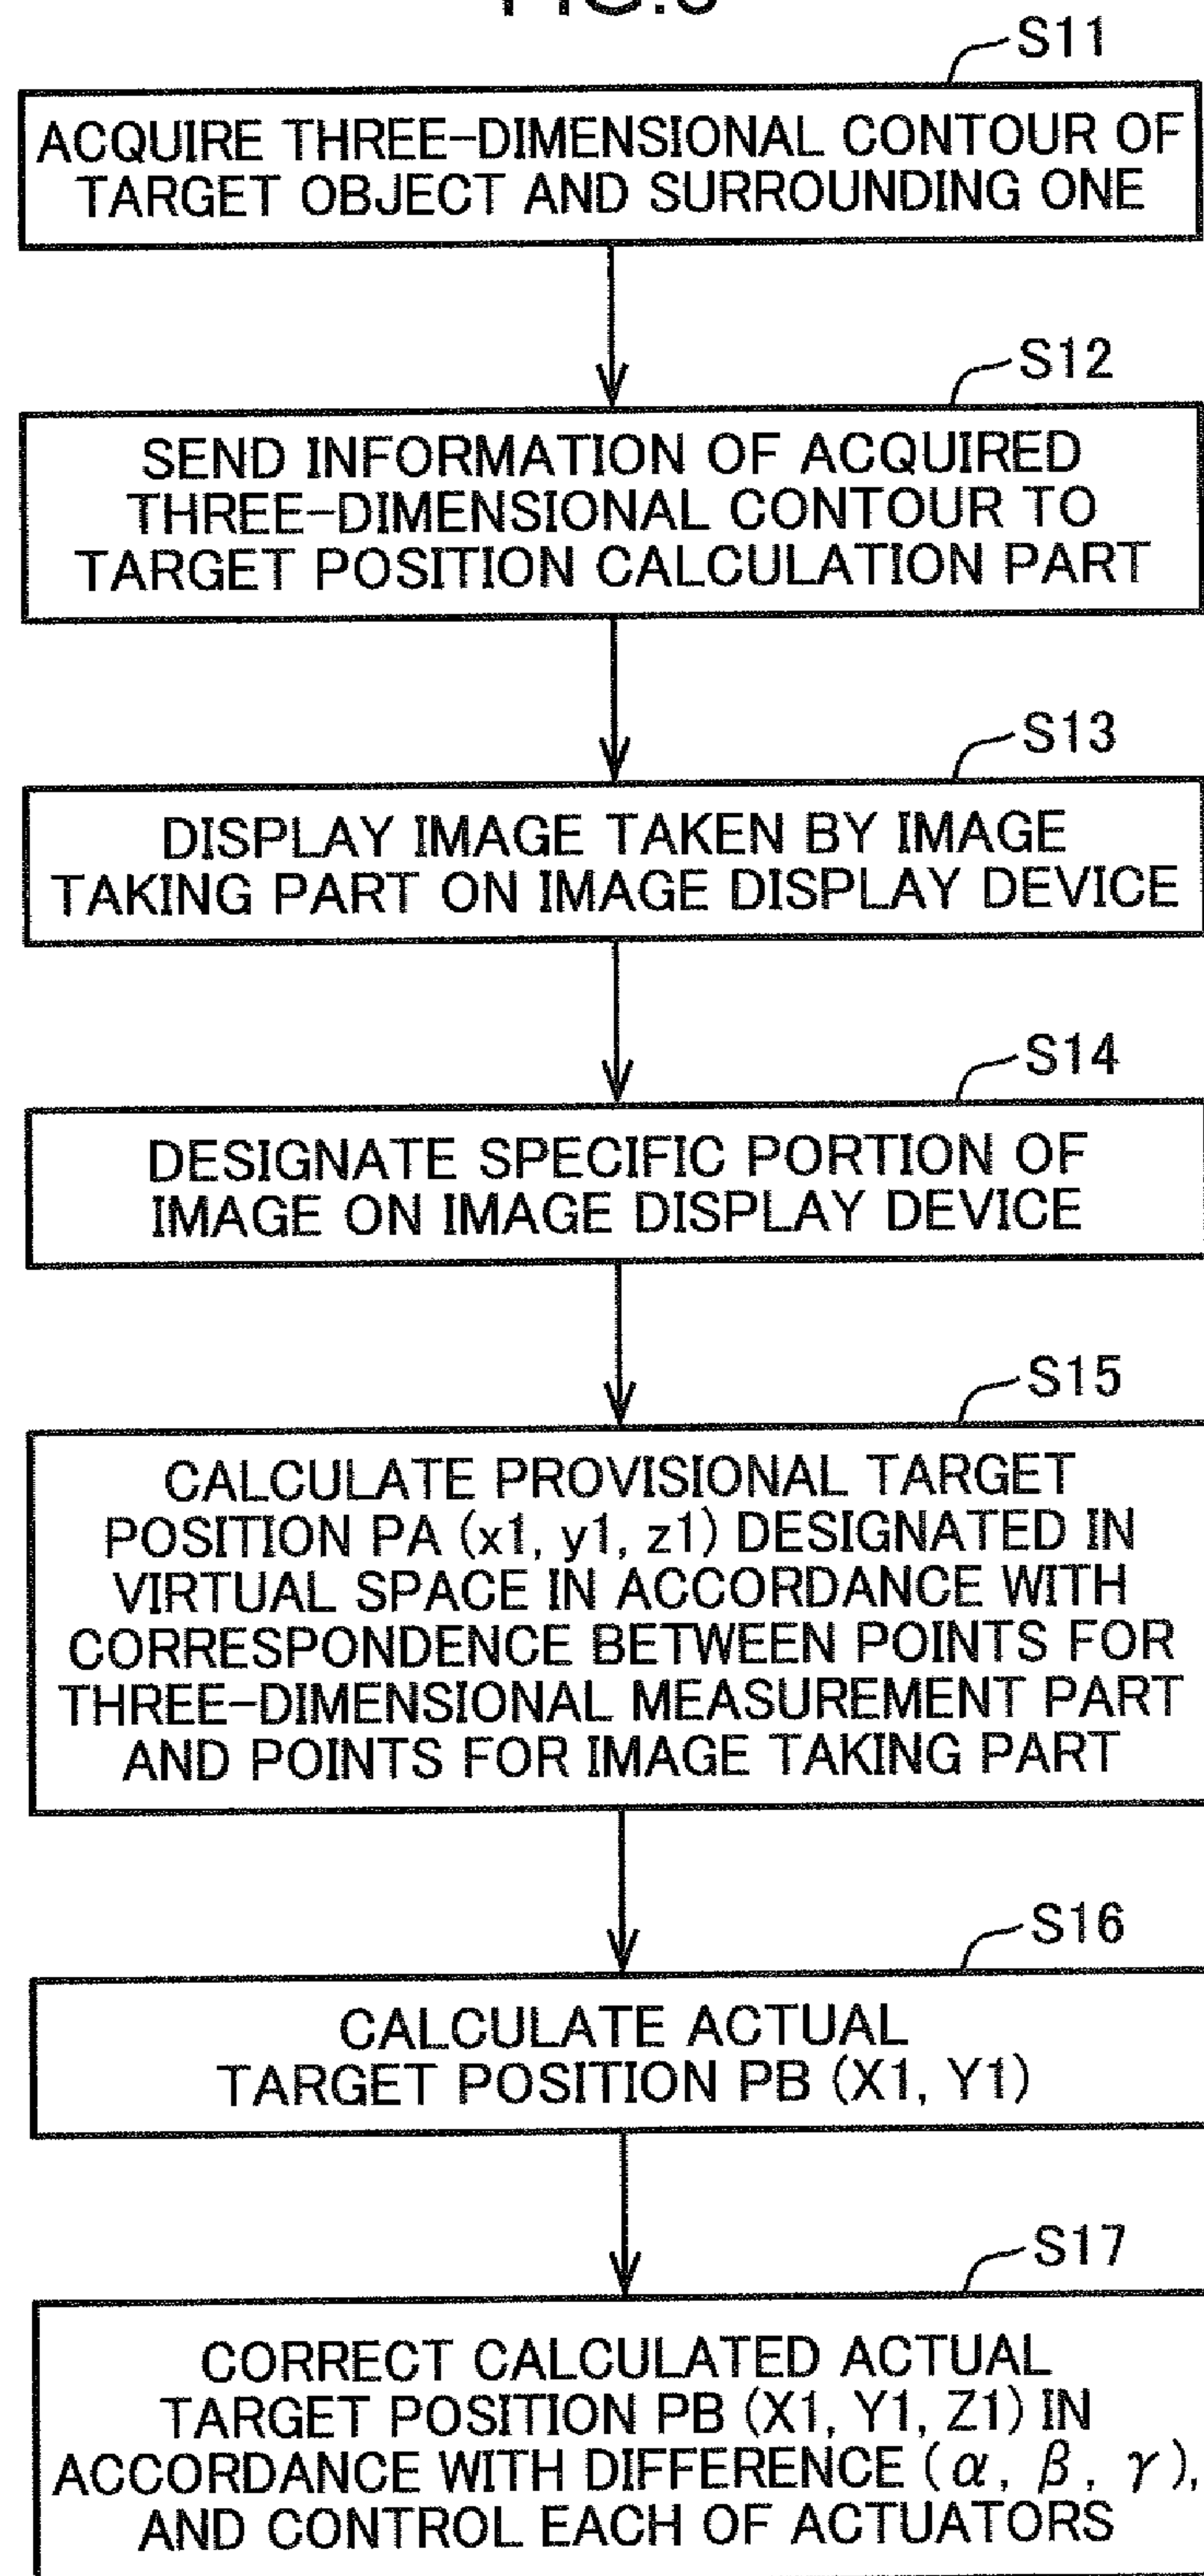 S11
ACQUIRE THREE-DIMENSIONAL CONTOUR OF
TARGET OBJECT AND SURROUNDING ONE
S12
SEND INFORMATION OF ACQUIRED
THREE-DIMENSIONAL CONTOUR TO
TARGET POSITION CALCULATION PART
S13
DISPLAY IMAGE TAKEN BY IMAGE
TAKING PART ON IMAGE DISPLAY DEVICE
S14
DESIGNATE SPECIFIC PORTION OF
IMAGE ON IMAGE DISPLAY DEVICE
S15
CALCULATE PROVISIONAL TARGET
POSITION PA (x1, y1, z1) DESIGNATED IN
VIRTUAL SPACE IN ACCORDANCE WITH
CORRESPONDENCE BETWEEN POINTS FOR
THREE-DIMENSIONAL MEASUREMENT PART
AND POINTS FOR IMAGE TAKING PART
S16
CALCULATE ACTUAL
TARGET POSITION PB (X1, Y1)
S17
CORRECT CALCULATED ACTUAL
TARGET POSITION PB (X1, Y1, Z1) IN
ACCORDANCE WITH DIFFERENCE (α, β, γ),
AND CONTROL EACH OF ACTUATORS